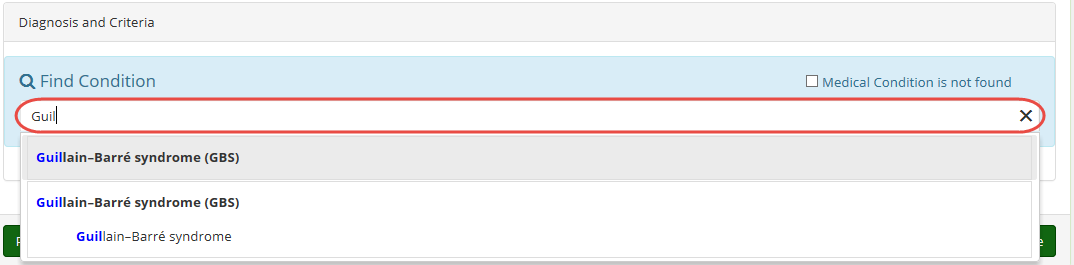 Diagnosis and Criteria
Find Condition
Medical Condition is not found
Guil
Guillain–Barré syndrome (GBS)
Guillain–Barré syndrome (GBS)
Guillain–Barré syndrome